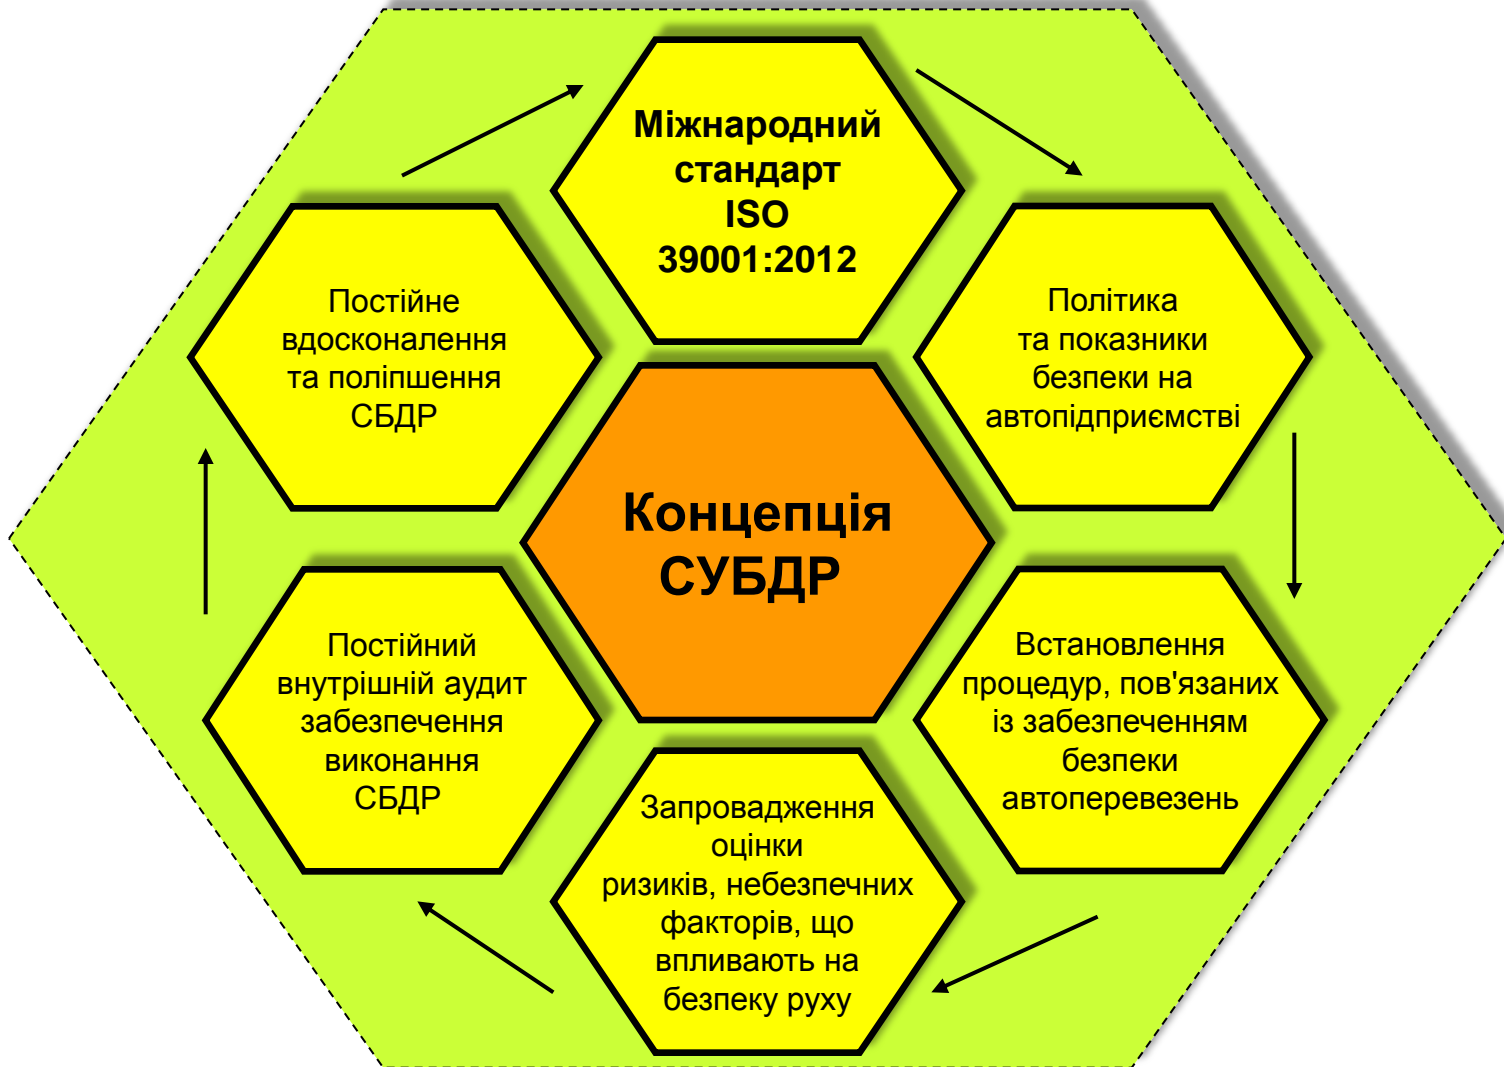 Міжнародний
стандарт
ISO
39001:2012
Політика
та показники
безпеки на
автопідприємстві
Встановлення
процедур, пов'язаних
із забезпеченням
безпеки
автоперевезень
Запровадження
оцінки
ризиків, небезпечних
факторів, що
впливають на
безпеку руху
Постійний
внутрішній аудит
забезпечення
виконання
СБДР
Постійне
вдосконалення
та поліпшення
СБДР
Концепція
СУБДР